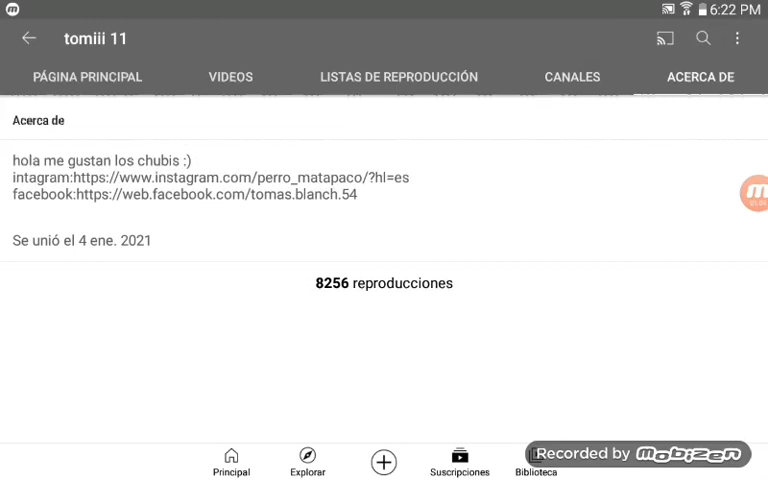 6:22 PM
tomiii 11
PÁGINA PRINCIPAL VIDEOS LISTAS DE REPRODUCCIÓN CANALES ACERCA DE
Acerca de
hola me gustan los chubis :)
intagram:https://www.instagram.com/perro_matapaco/?hl=es
facebook:https://web.facebook.com/tomas.blanch.54
Se unió el 4 ene. 2021
8256 reproducciones
Principal Explorar Suscripciones Biblioteca
Recorded by mobizen